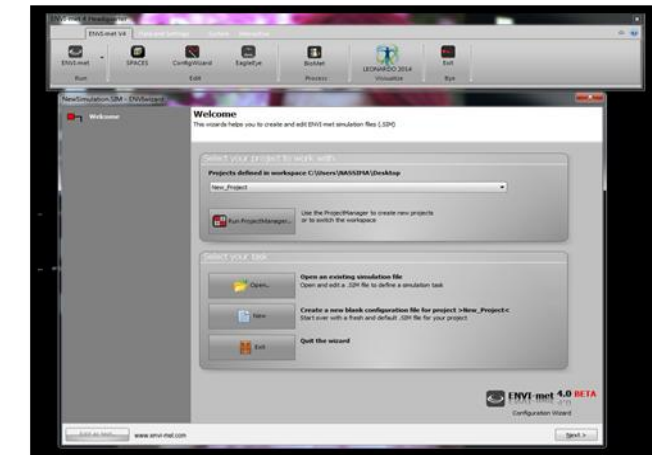 ENVI-met 4 Headquarter
ENVI-met V4
System
Interactive
ENVI-met
SPACES
ConfigWizard
EagleEye
BioMet
LEONARDO 2014
Exit
Run
Edit
Process
Visualize
Bye
NewSimulation.SIM - ENVIwizard
Welcome
Welcome
This wizards helps you to create and edit ENVI-met simulation files (.SIM)
Select your project to work with
Projects defined in workspace C:\Users\NASSIMA\Desktop
New_Project
Run ProjectManager...
Use the ProjectManager to create new projects
or to switch the workspace
Select your task
Open...
Open an existing simulation file
Open and edit a .SIM file to define a simulation task
New
Create a new blank configuration file for project >New_Project<
Start over with a fresh and default .SIM file for your project
Exit
Quit the wizard
ENVI-met 4.0 BETA
Configuration Wizard
Edit as text...
www.envi-met.com
Next >